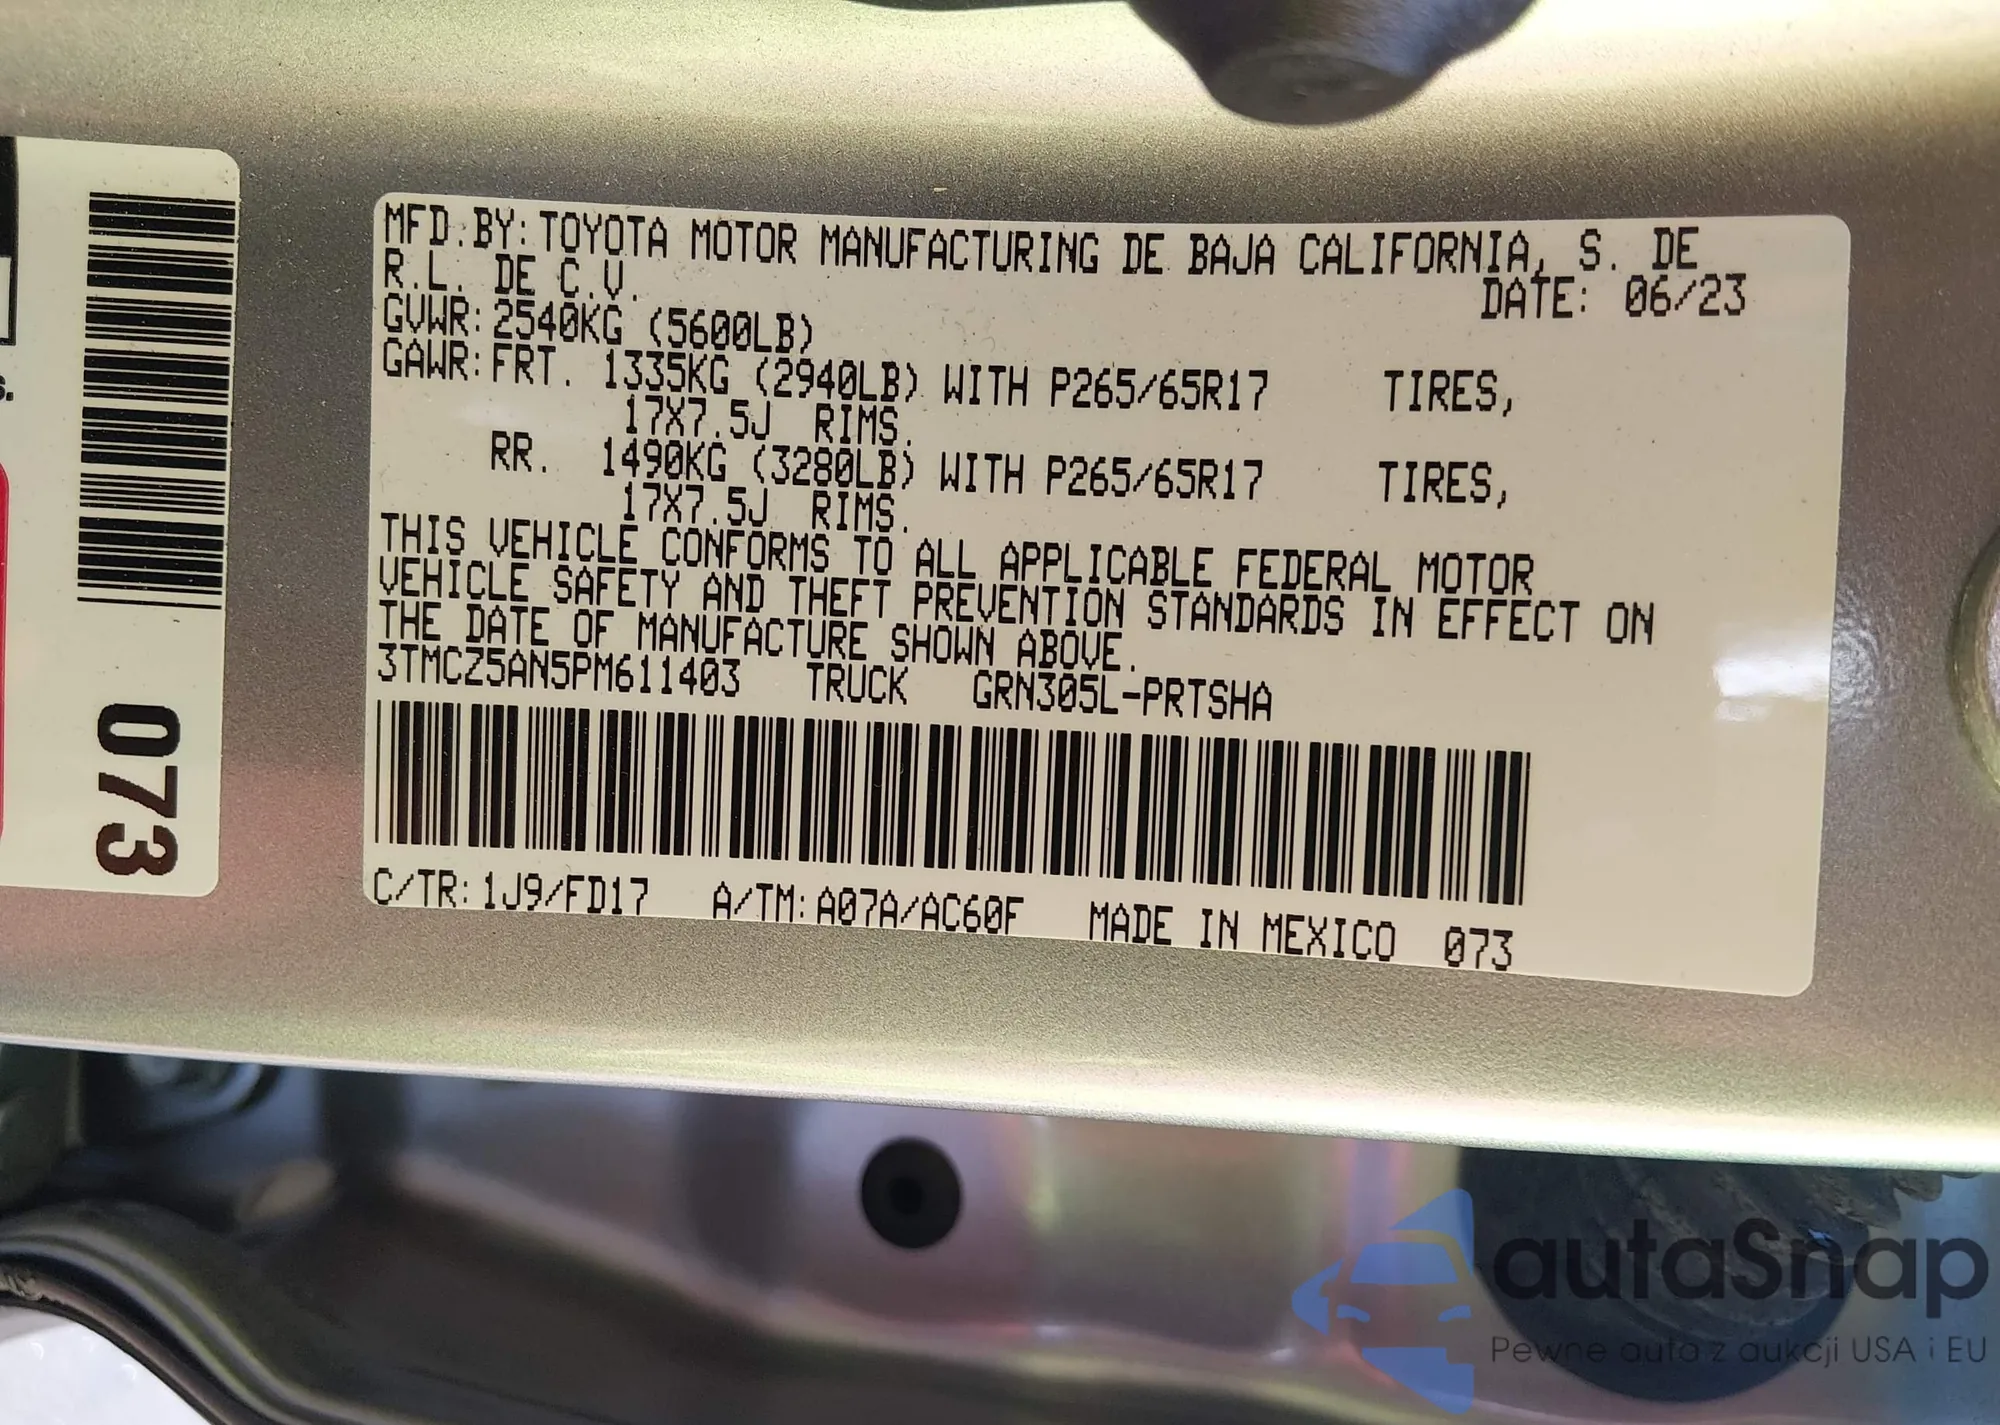 s.
073
MFD.BY: TOYOTA MOTOR MANUFACTURING DE BAJA CALIFORNIA, S. DE
R.L. DE C.V.
DATE: 06/23
GVWR: 2540KG (5600LB)
GAWR: FRT. 1335KG (2940LB) WITH P265/65R17 TIRES,
17X7.5J RIMS.
RR. 1490KG (3280LB) WITH P265/65R17 TIRES,
17X7.5J RIMS.
THIS VEHICLE CONFORMS TO ALL APPLICABLE FEDERAL MOTOR
VEHICLE SAFETY AND THEFT PREVENTION STANDARDS IN EFFECT ON
THE DATE OF MANUFACTURE SHOWN ABOVE.
3TMCZ5AN5PM611403 TRUCK GRN305L-PRTSHA
C/TR: 1J9/FD17 A/TM: A07A/AC60F MADE IN MEXICO 073
autaSnap
Pewne auta z aukcji USA i EU